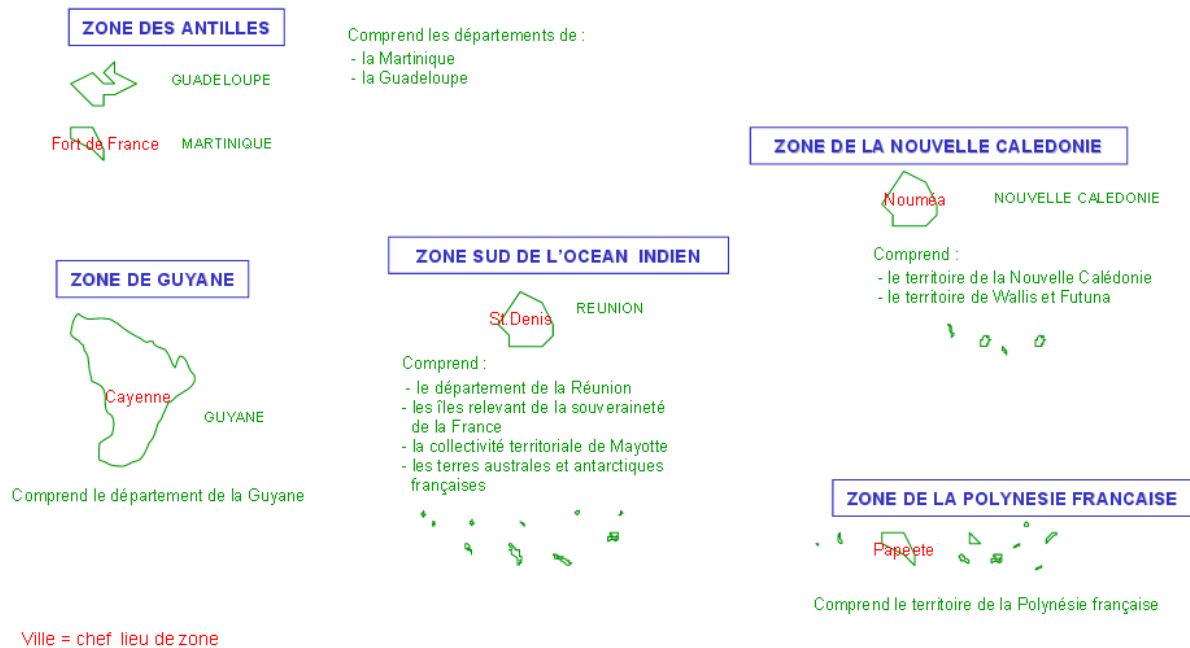 ZONE DES ANTILLES
Comprend les départements de :
- la Martinique
- la Guadeloupe
GUADELOUPE
Fort de France
MARTINIQUE
ZONE DE LA NOUVELLE CALEDONIE
Nouméa
NOUVELLE CALEDONIE
Comprend :
- le territoire de la Nouvelle Calédonie
- le territoire de Wallis et Futuna
ZONE DE GUYANE
Cayenne
GUYANE
Comprend le département de la Guyane
ZONE SUD DE L'OCEAN INDIEN
St.Denis
REUNION
Comprend :
- le département de la Réunion
- les îles relevant de la souveraineté
de la France
- la collectivité territoriale de Mayotte
- les terres australes et antarctiques
françaises
ZONE DE LA POLYNESIE FRANCAISE
Papeete
Comprend le territoire de la Polynésie française
Ville = chef lieu de zone